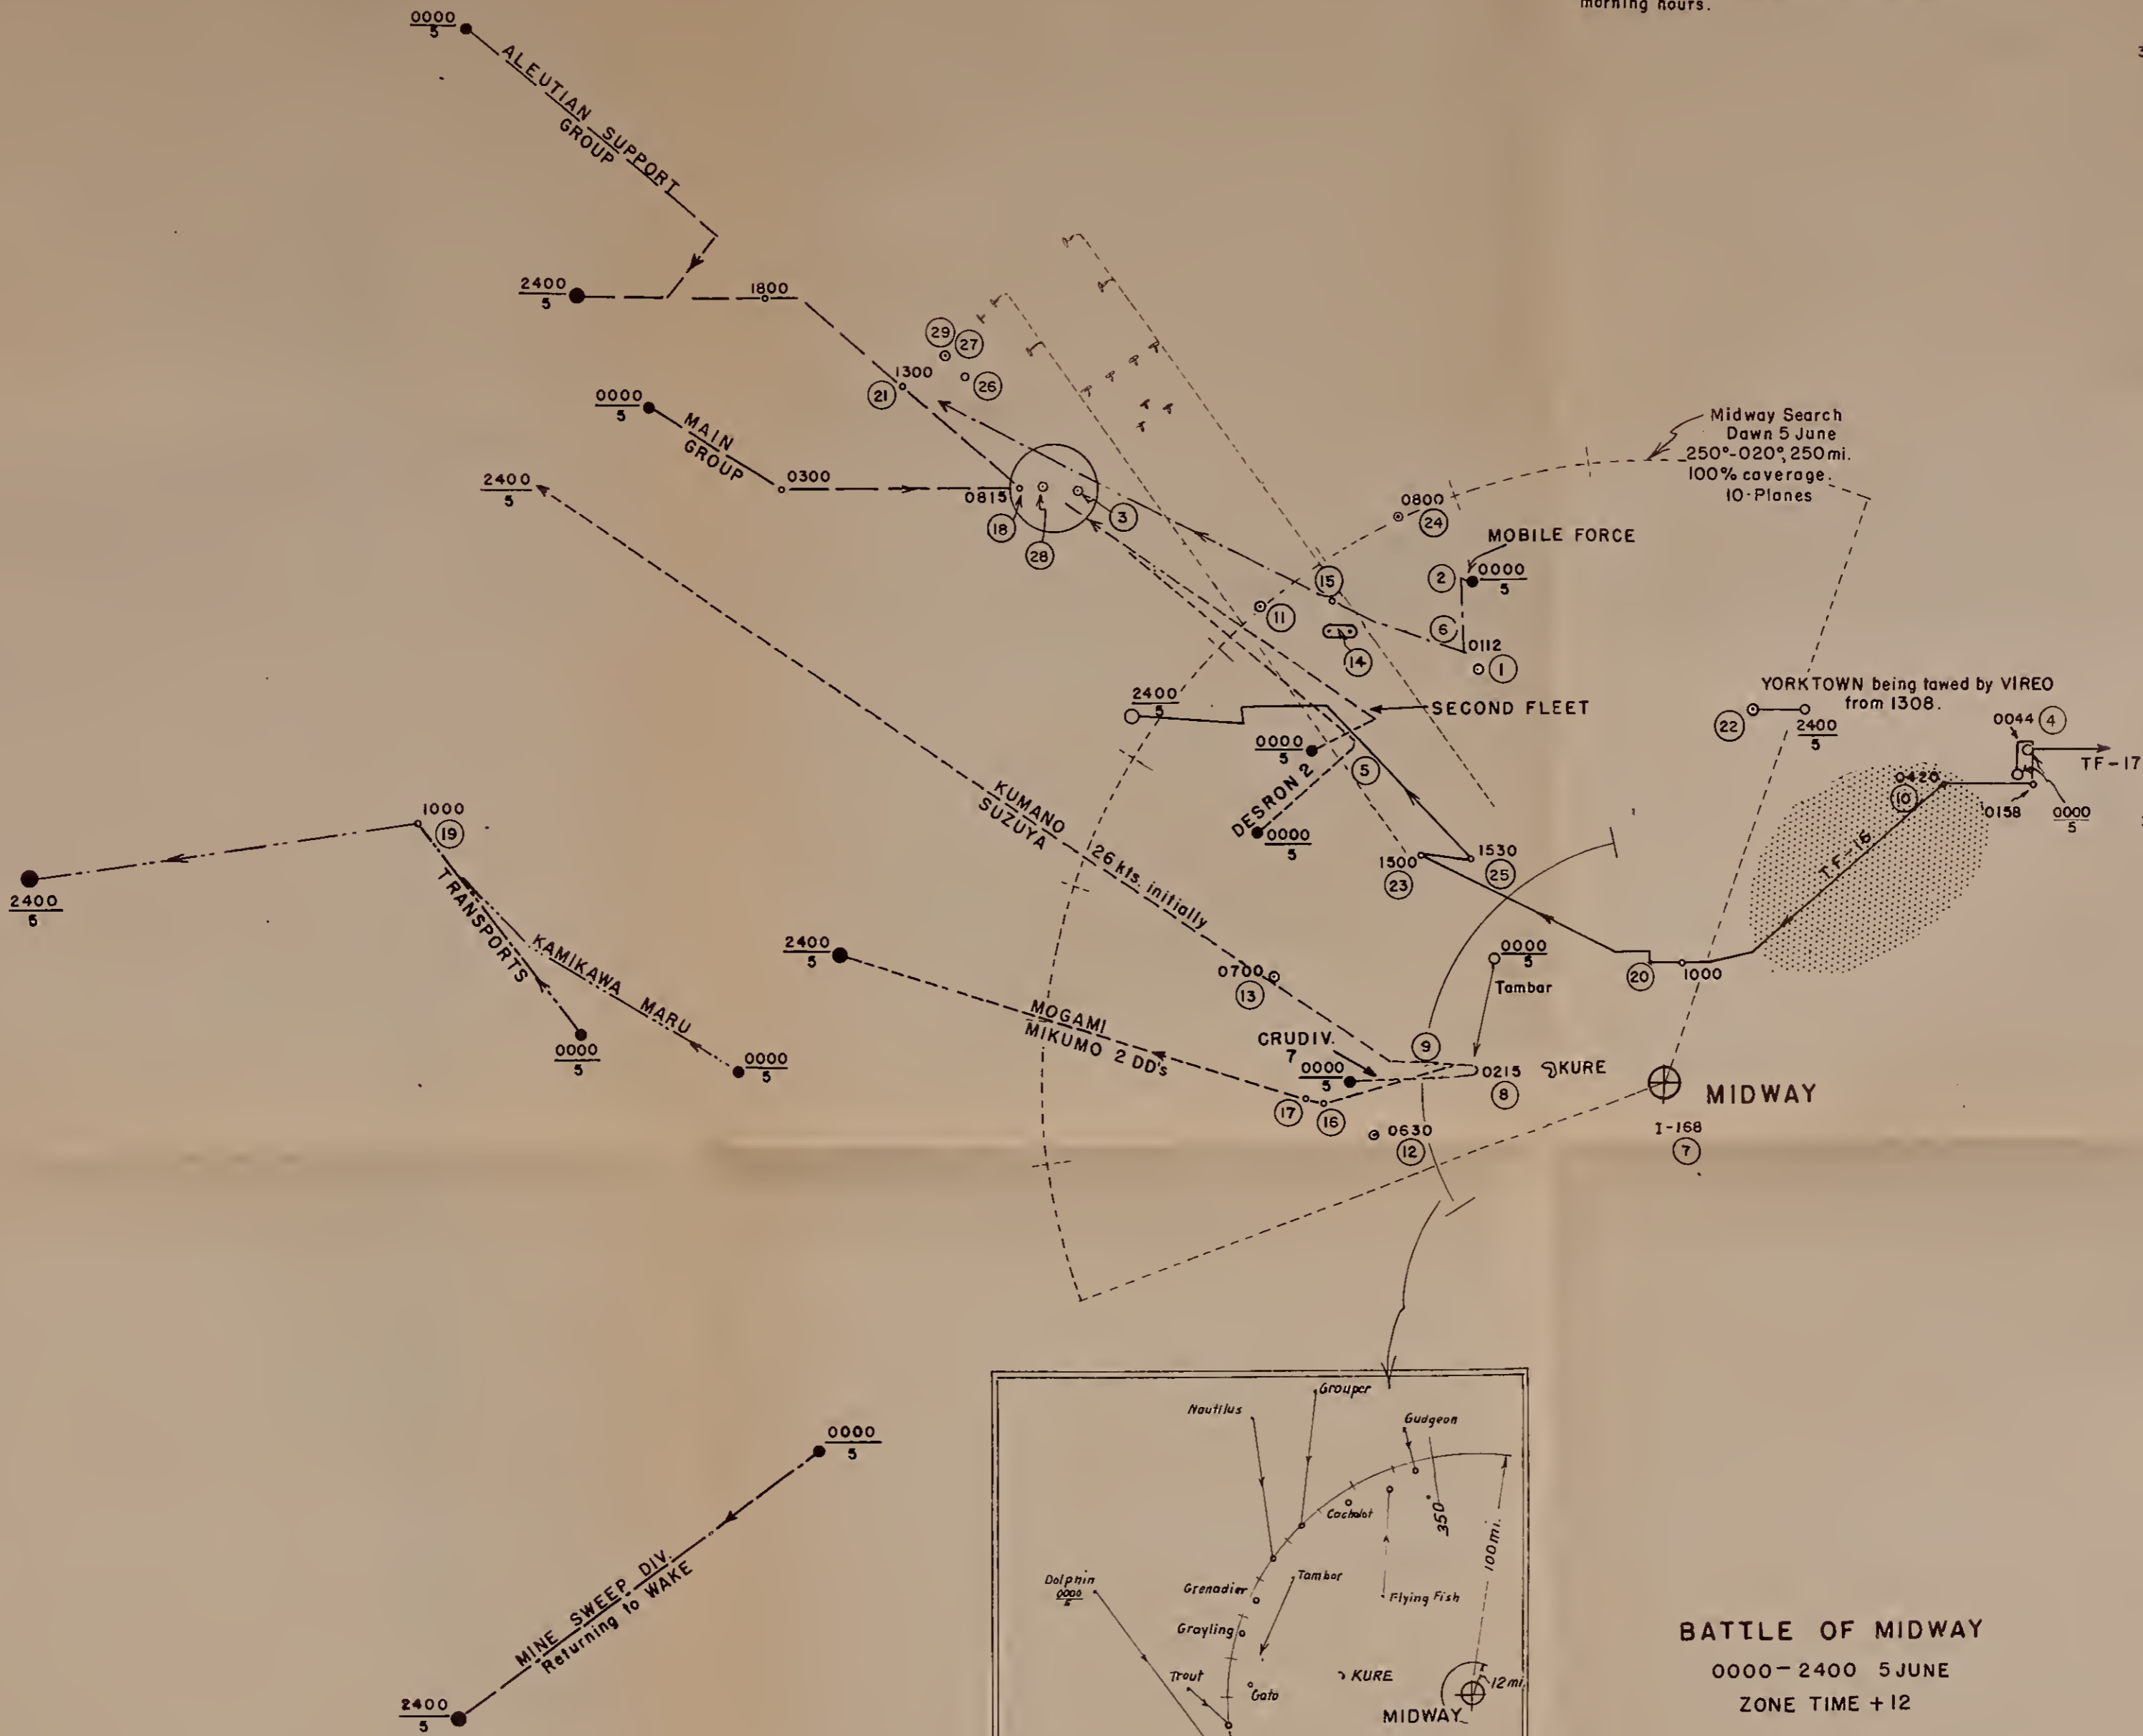 morning hours.
0000
5
ALEUTIAN SUPPORT
GROUP
2400
5
1800
29
27
1300
26
21
0000
5
MAIN
GROUP
2400
5
0300
0815
18
28
3
Midway Search
Dawn 5 June
250°-020°, 250 mi.
100% coverage.
10-Planes
0800
24
MOBILE FORCE
2
0000
5
15
11
6
0112
14
1
YORKTOWN being towed by VIREO
from 1308.
22
2400
5
0044
4
TF-17
2400
5
SECOND FLEET
0000
5
5
DESRON 2
0000
5
0420
10
0158
0000
5
TF-16
KUMANO
SUZUYA
26 kts. initially
1500
23
1530
25
1000
19
2400
5
TRANSPORTS
KAMIKAWA MARU
0000
5
0000
5
2400
5
0700
13
0000
5
Tambar
20
1000
MOGAMI
MIKUMO 2 DD's
CRUDIV.
7
0000
5
9
0215
8
KURE
MIDWAY
17
16
0630
12
I-168
7
0000
5
MINE SWEEP DIV.
Returning to WAKE
2400
5
Grouper
Nautilus
Gudgeon
Cachalot
350°
100 mi.
Dolphin
0000
5
Grenadier
Tambor
Flying Fish
Grayling
Trout
Gato
KURE
12 mi.
MIDWAY
BATTLE OF MIDWAY
0000-2400 5 JUNE
ZONE TIME +12